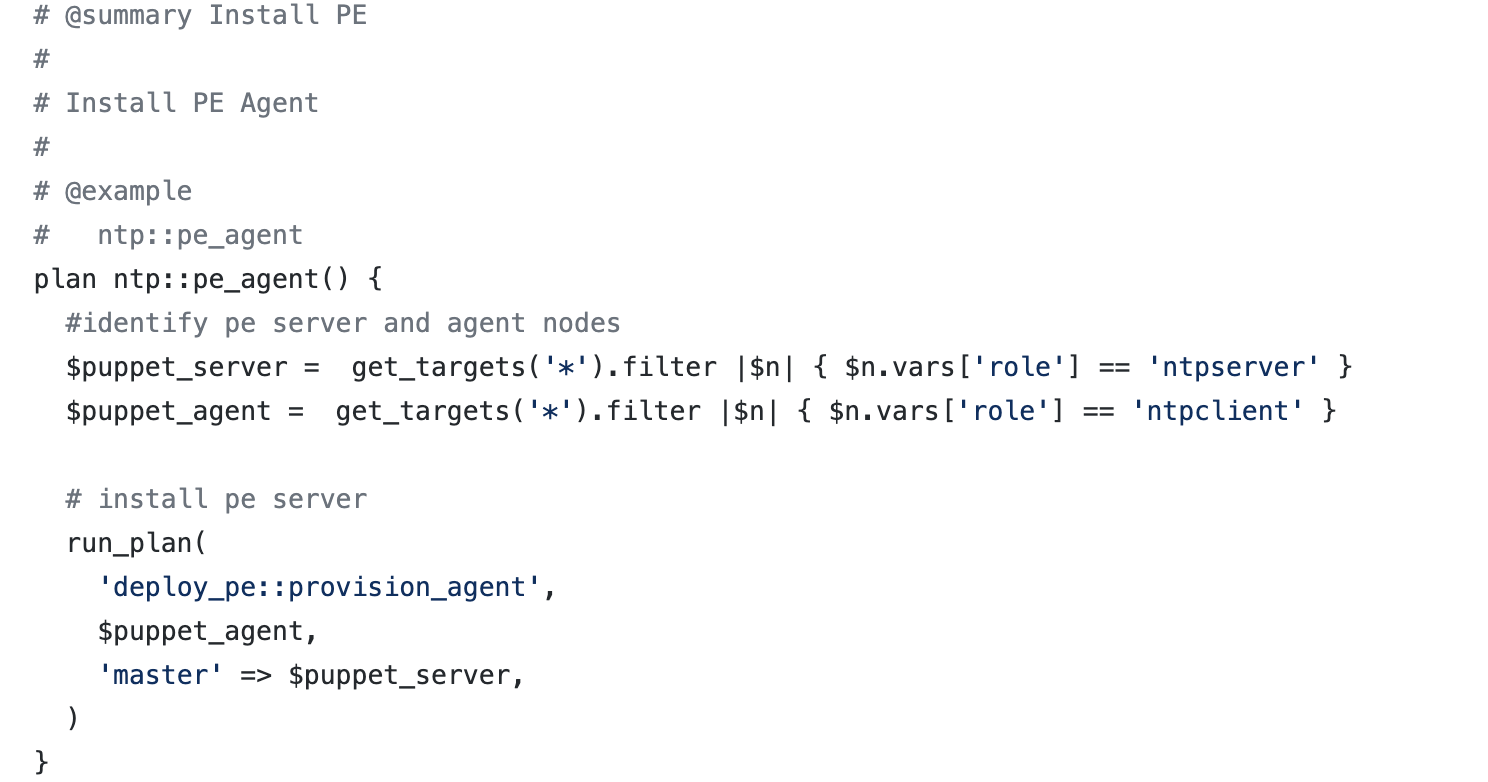 # @summary Install PE
#
# Install PE Agent
#
# @example
#   ntp::pe_agent
plan ntp::pe_agent() {
  #identify pe server and agent nodes
  $puppet_server =  get_targets('*').filter |$n| { $n.vars['role'] == 'ntpserver' }
  $puppet_agent =  get_targets('*').filter |$n| { $n.vars['role'] == 'ntpclient' }

  # install pe server
  run_plan(
    'deploy_pe::provision_agent',
    $puppet_agent,
    'master' => $puppet_server,
  )
}